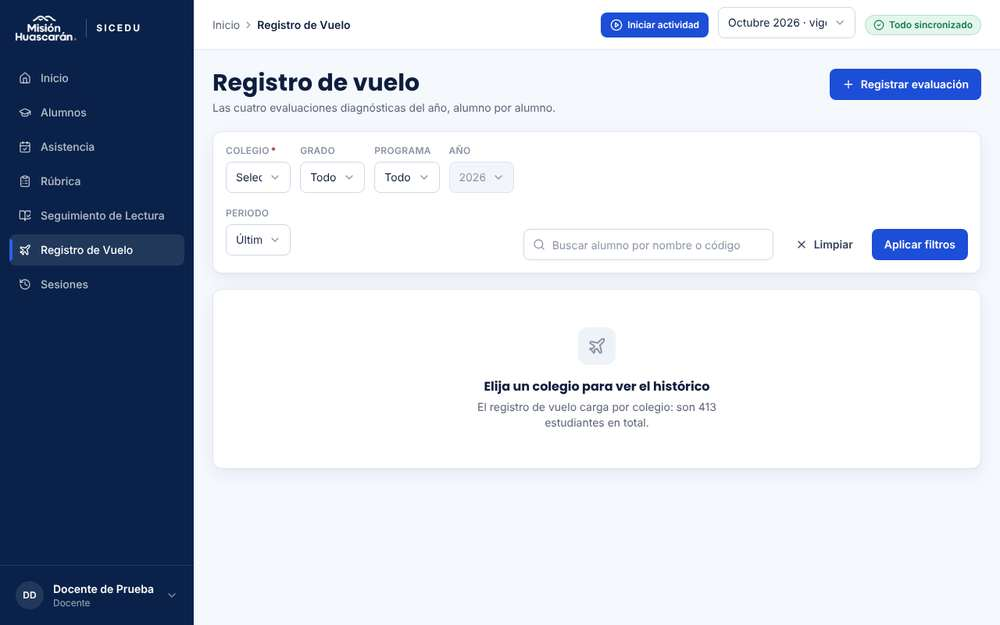 Misión
Huascarán.
SICEDU
Inicio
Alumnos
Asistencia
Rúbrica
Seguimiento de Lectura
Registro de Vuelo
Sesiones
DD
Docente de Prueba
Docente
Inicio > Registro de Vuelo
Iniciar actividad
Octubre 2026 · vig
Todo sincronizado
Registro de vuelo
Las cuatro evaluaciones diagnósticas del año, alumno por alumno.
+ Registrar evaluación
COLEGIO * GRADO PROGRAMA AÑO
Selec Todo Todo 2026
PERIODO
Últim
Buscar alumno por nombre o código
Limpiar
Aplicar filtros
Elija un colegio para ver el histórico
El registro de vuelo carga por colegio: son 413
estudiantes en total.